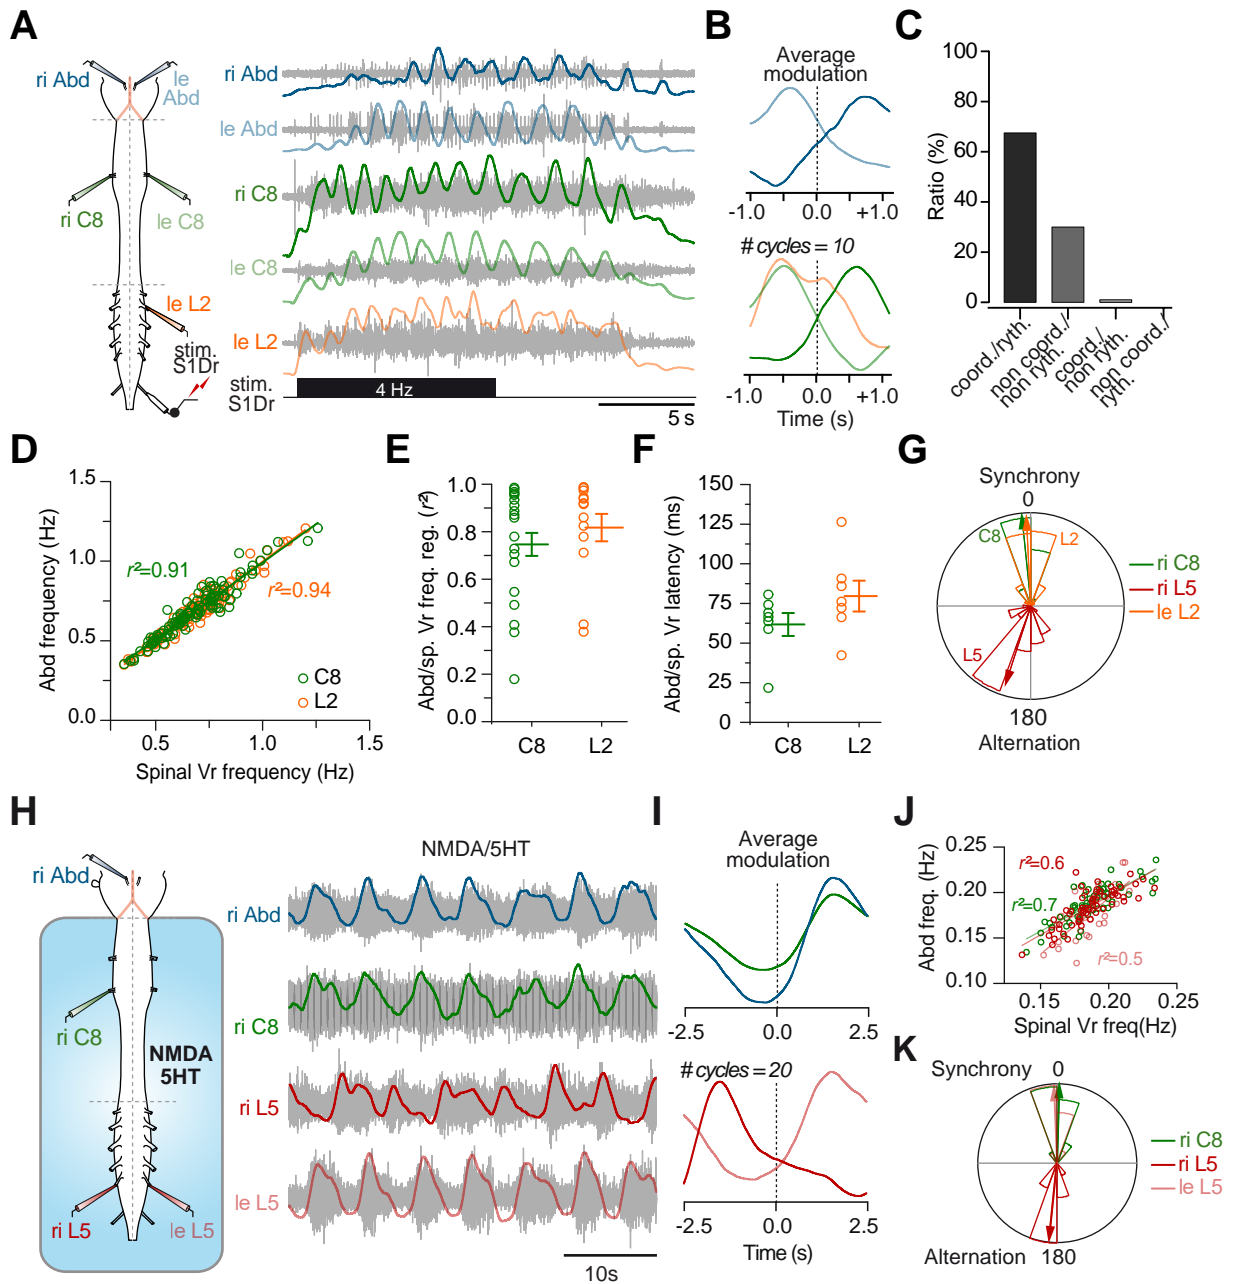 A
ri Abd
le
Abd
ri C8
le C8
le L2
stim.
S1Dr
ri Abd
le Abd
ri C8
le C8
le L2
stim.
S1Dr
4 Hz
5 s
B
Average
modulation
-1.0
0.0
+1.0
# cycles = 10
-1.0
0.0
+1.0
Time (s)
C
Ratio (%)
100
80
60
40
20
0
coord./ryth.
non coord./
non ryth.
coord./
non ryth.
non coord./
ryth.
D
Abd frequency (Hz)
1.5
1.0
0.5
0.0
r²=0.91
r²=0.94
C8
L2
0.5
1.0
1.5
Spinal Vr frequency (Hz)
E
Abd/sp. Vr freq. reg. (r²)
1.0
0.8
0.6
0.4
0.2
0.0
C8
L2
F
Abd/sp. Vr latency (ms)
150
125
100
75
50
25
0
C8
L2
G
Synchrony
0
C8
L2
L5
180
Alternation
ri C8
ri L5
le L2
H
ri Abd
ri C8
NMDA
5HT
ri L5
le L5
NMDA/5HT
ri Abd
ri C8
ri L5
le L5
10s
I
Average
modulation
-2.5
0.0
2.5
# cycles = 20
-2.5
0.0
2.5
Time (s)
J
Abd freq. (Hz)
0.25
0.20
0.15
0.10
r²=0.6
r²=0.7
r²=0.5
0.15
0.20
0.25
Spinal Vr freq(Hz)
K
Synchrony
0
ri C8
ri L5
le L5
Alternation
180